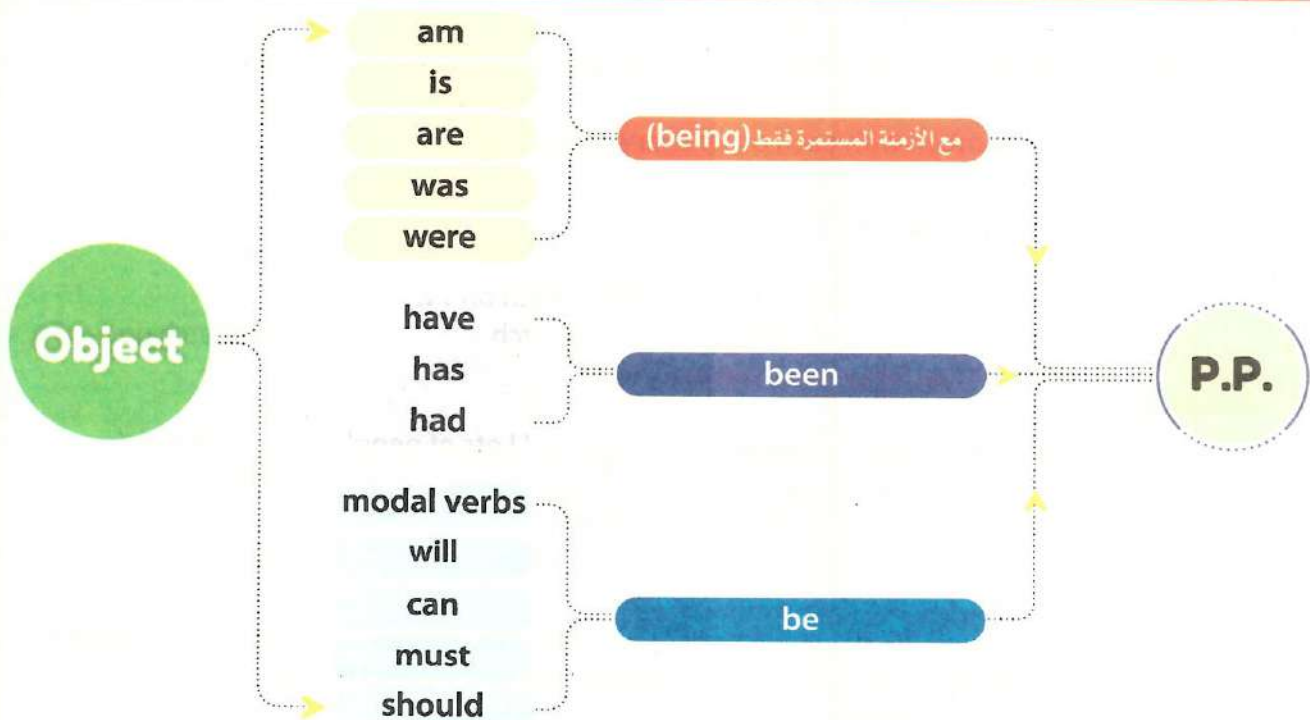 Object
am
is
are
was
were
(being) مع الأزمنة المستمرة فقط
have
has
had
been
modal verbs
will
can
must
should
be
P.P.